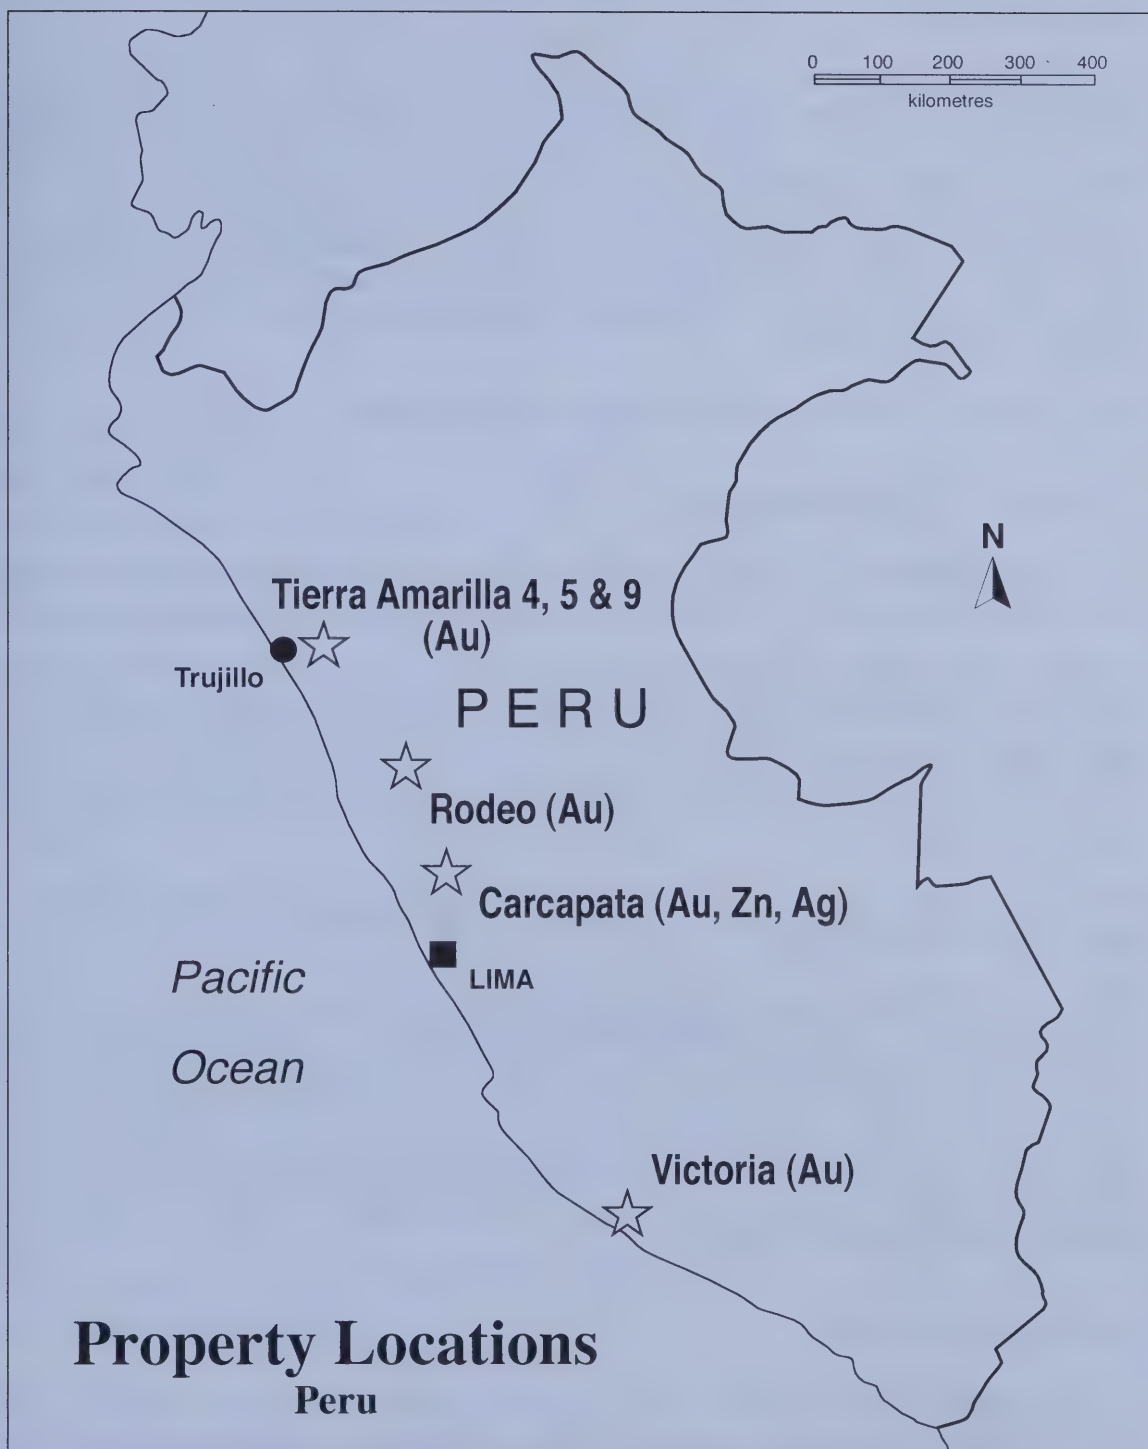 0 100 200 300 400
kilometres
N
Tierra Amarilla 4, 5 & 9
(Au)
Trujillo
PERU
Rodeo (Au)
Carcapata (Au, Zn, Ag)
LIMA
Pacific
Ocean
Victoria (Au)
Property Locations
Peru